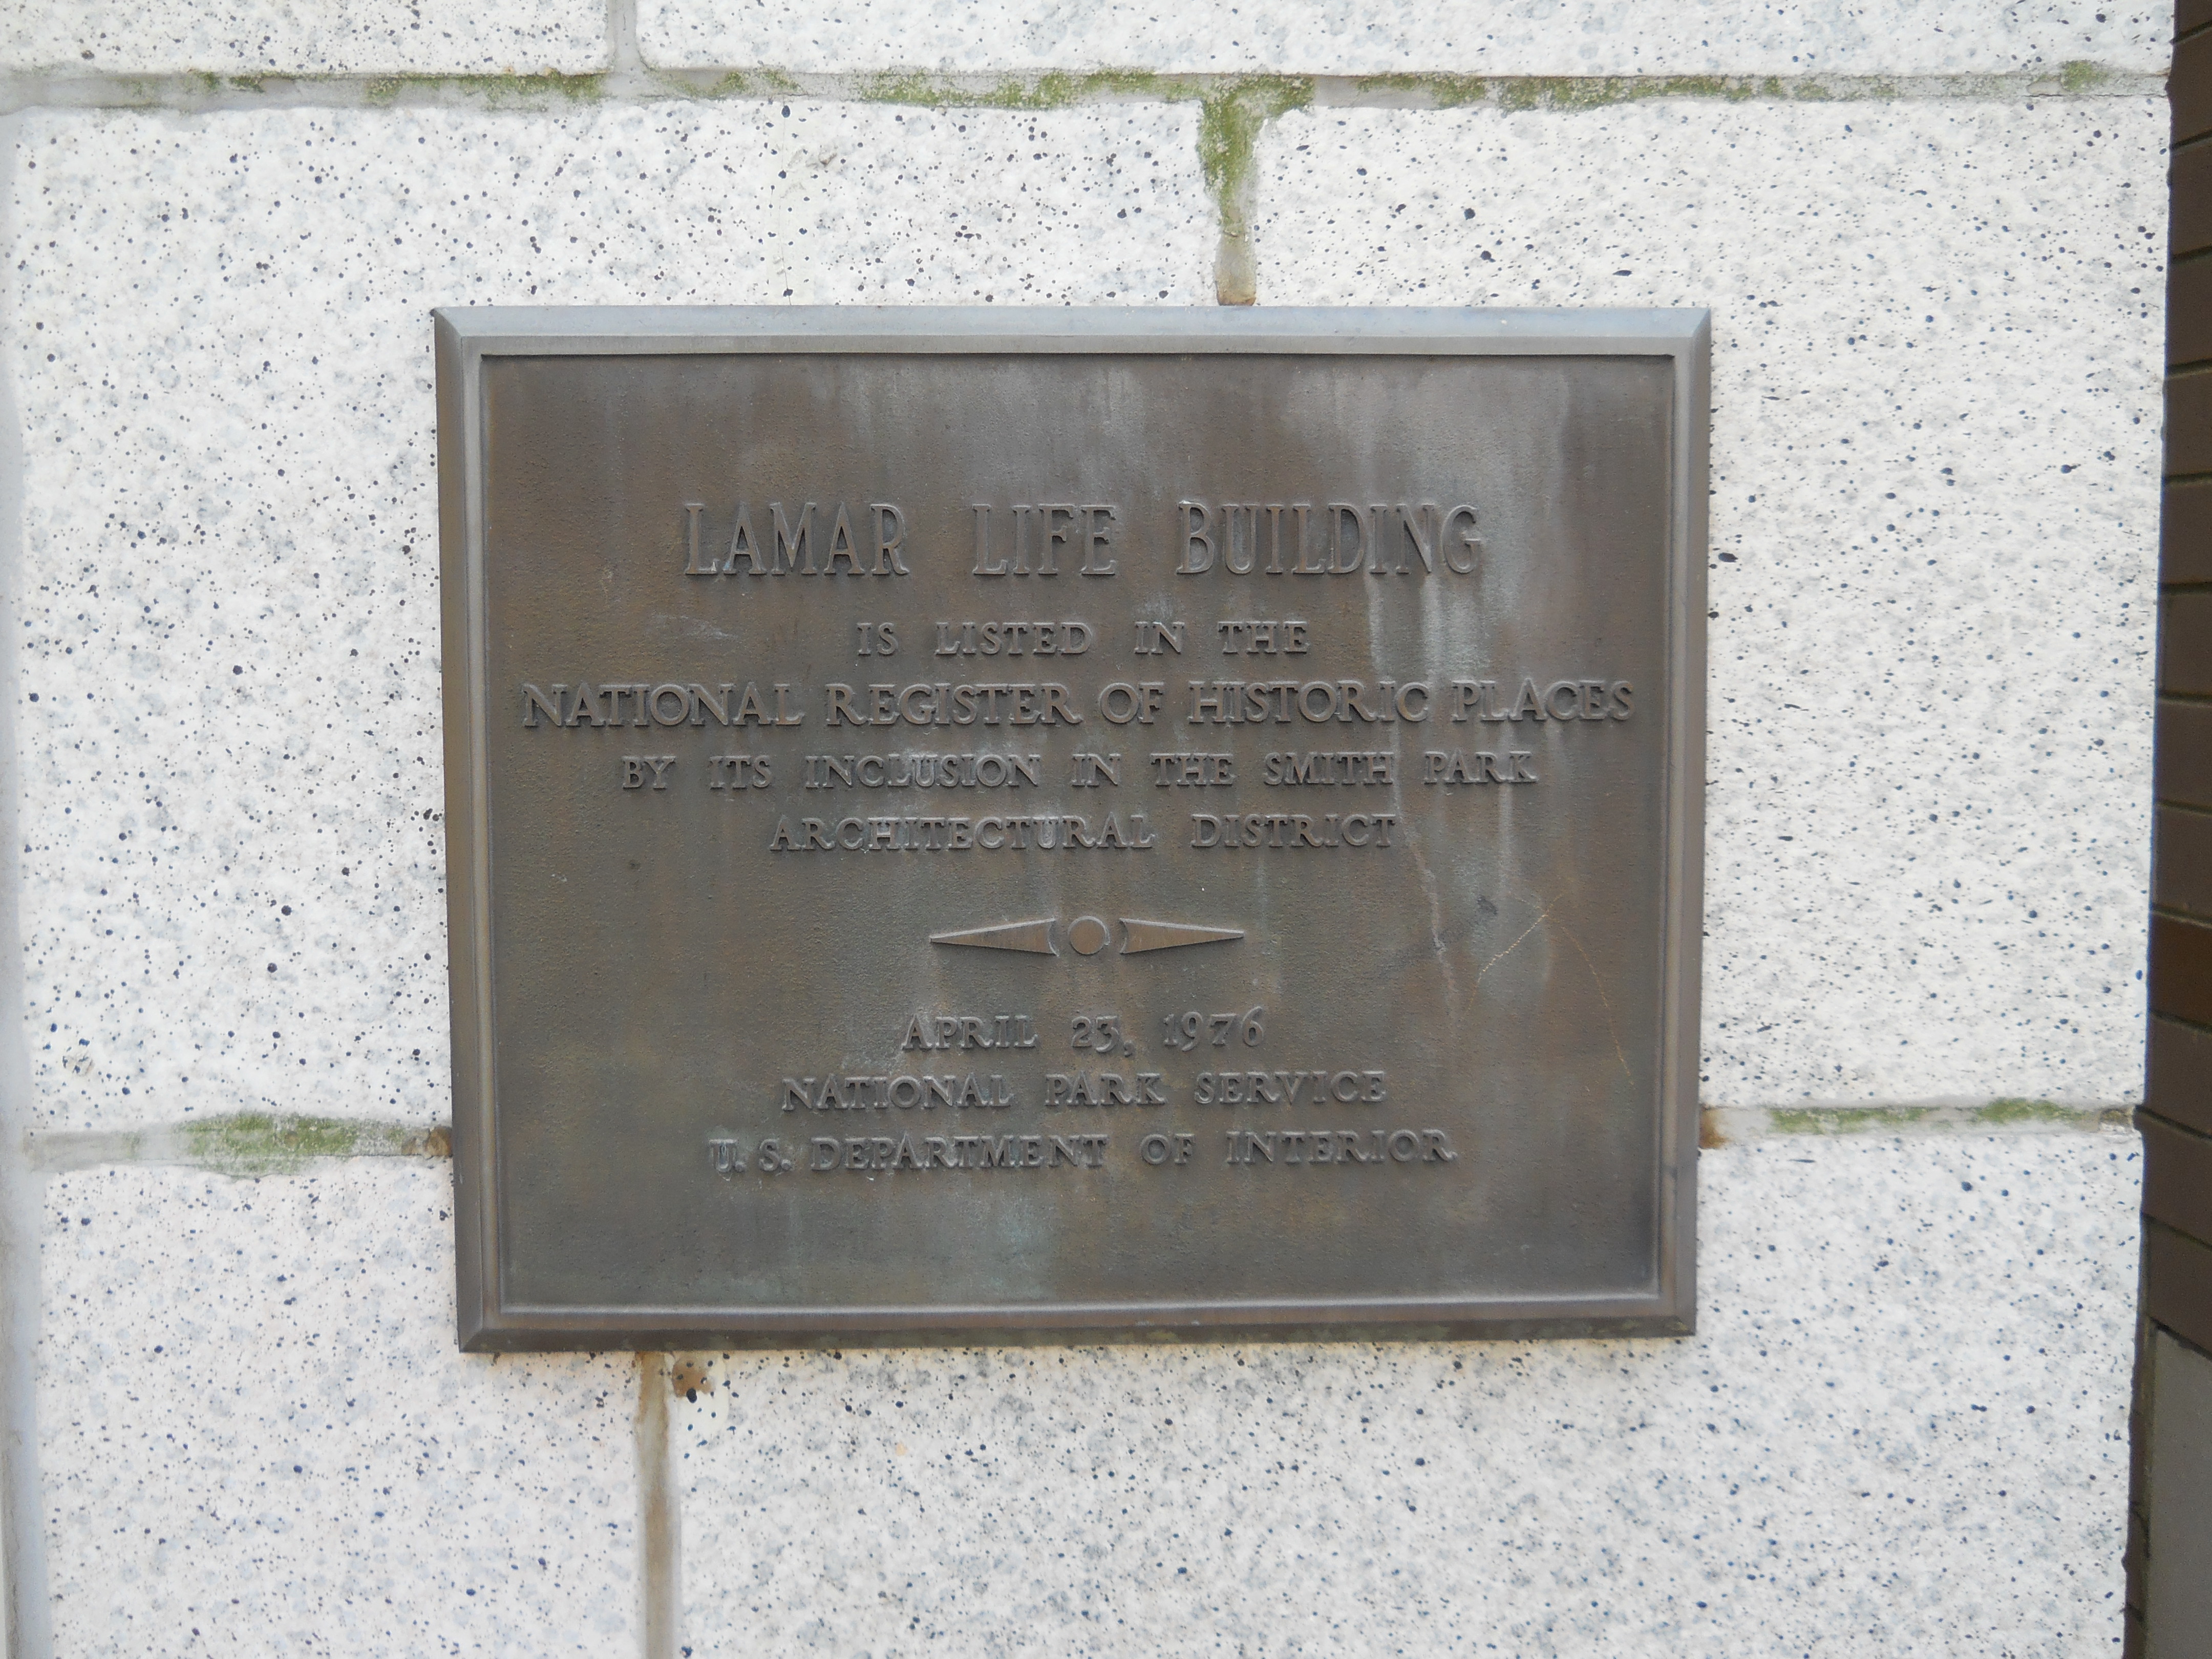 LAMAR LIFE BUILDING
IS LISTED IN THE
NATIONAL REGISTER OF HISTORIC PLACES
BY ITS INCLUSION IN THE SMITH PARK
ARCHITECTURAL DISTRICT
APRIL 23, 1976
NATIONAL PARK SERVICE
U. S. DEPARTMENT OF INTERIOR